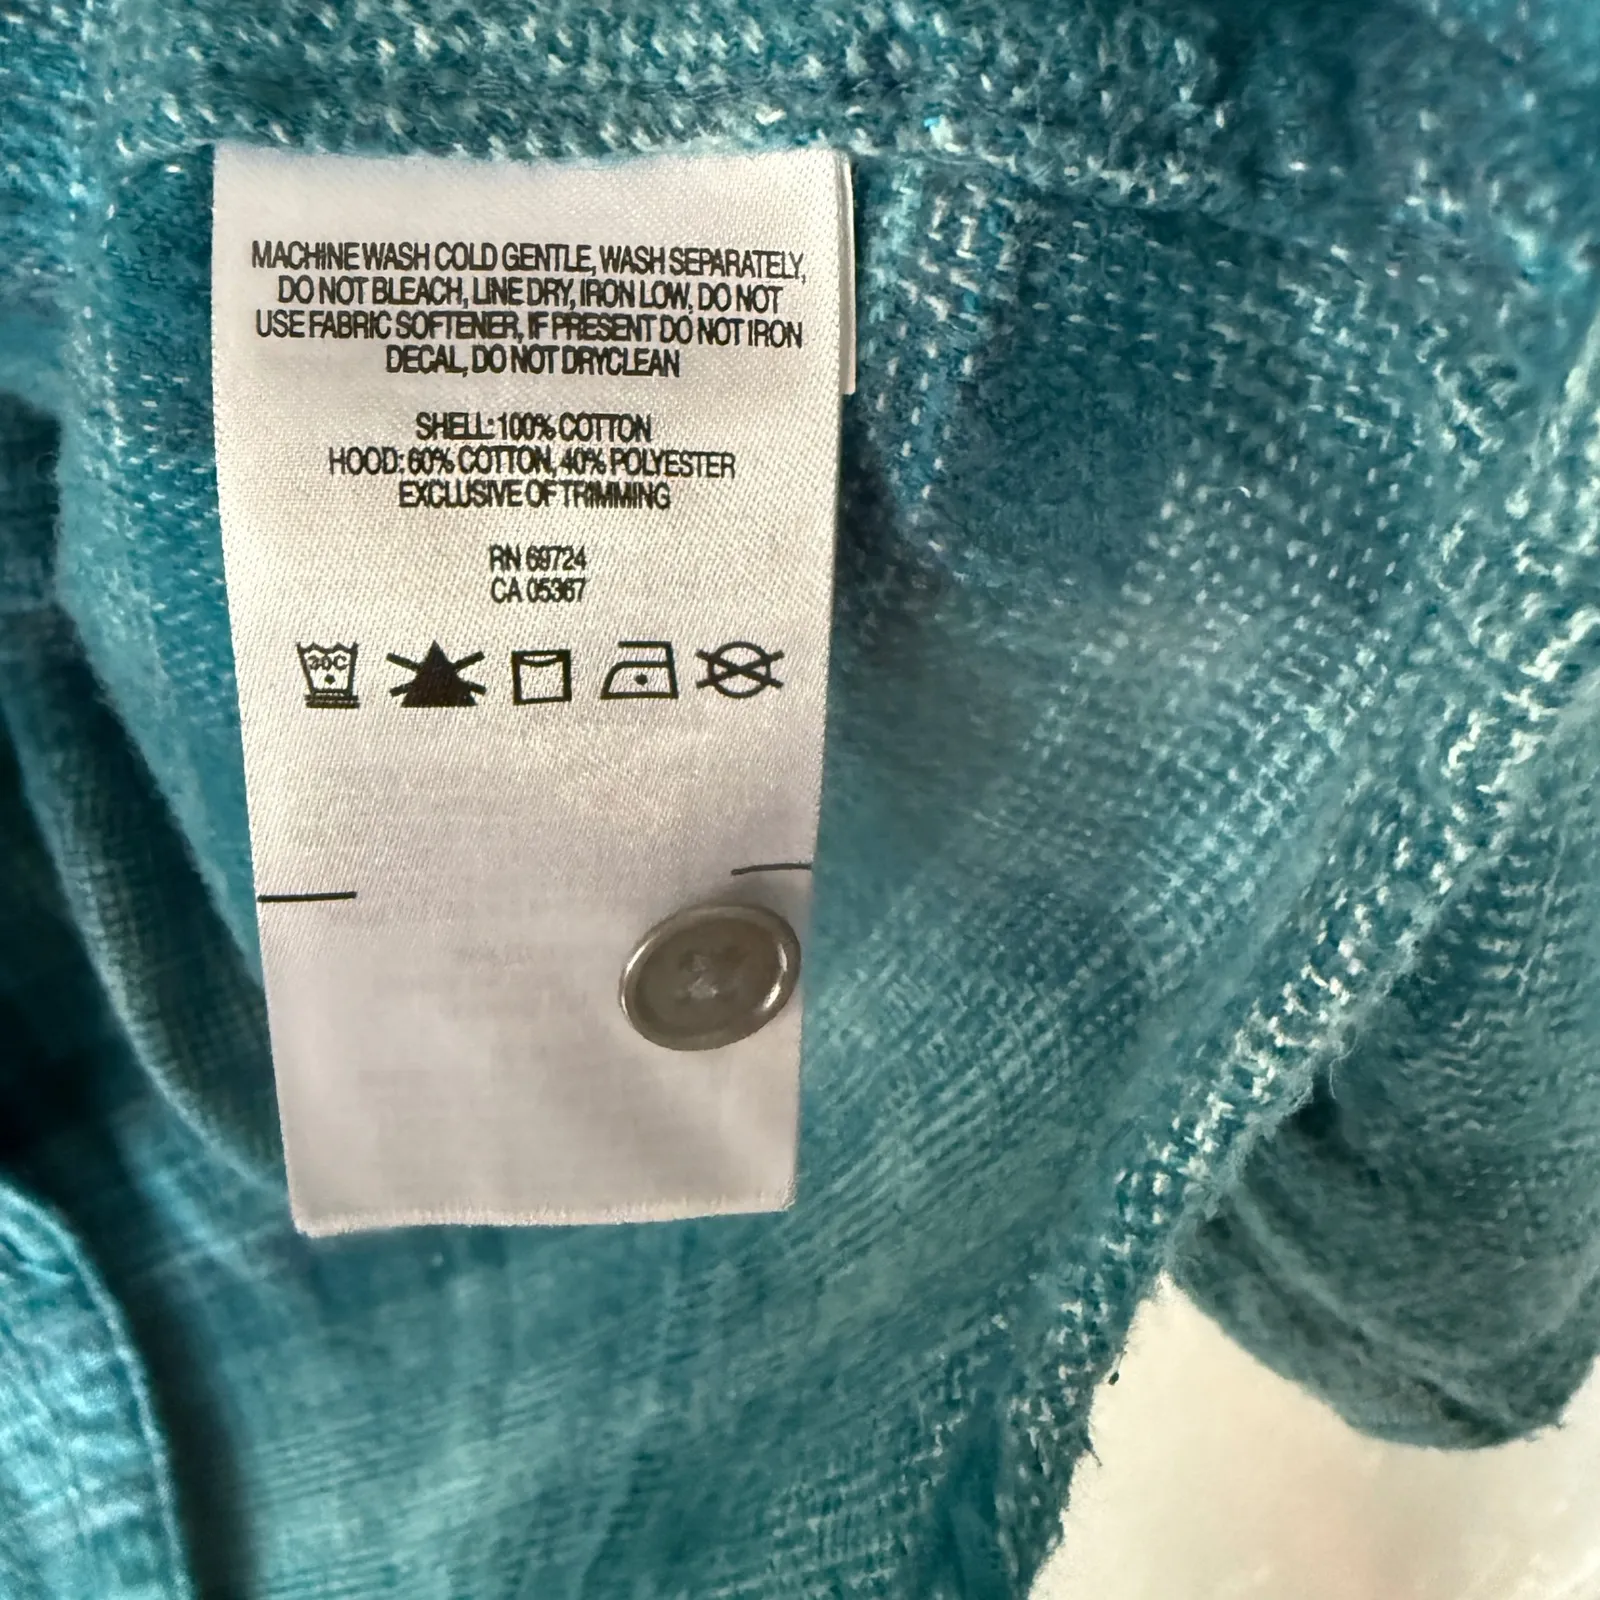 MACHINE WASH COLD GENTLE, WASH SEPARATELY,
DO NOT BLEACH, LINE DRY, IRON LOW, DO NOT
USE FABRIC SOFTENER, IF PRESENT DO NOT IRON
DECAL, DO NOT DRYCLEAN
SHELL: 100% COTTON
HOOD: 60% COTTON, 40% POLYESTER
EXCLUSIVE OF TRIMMING
RN 69724
CA 05367
30C